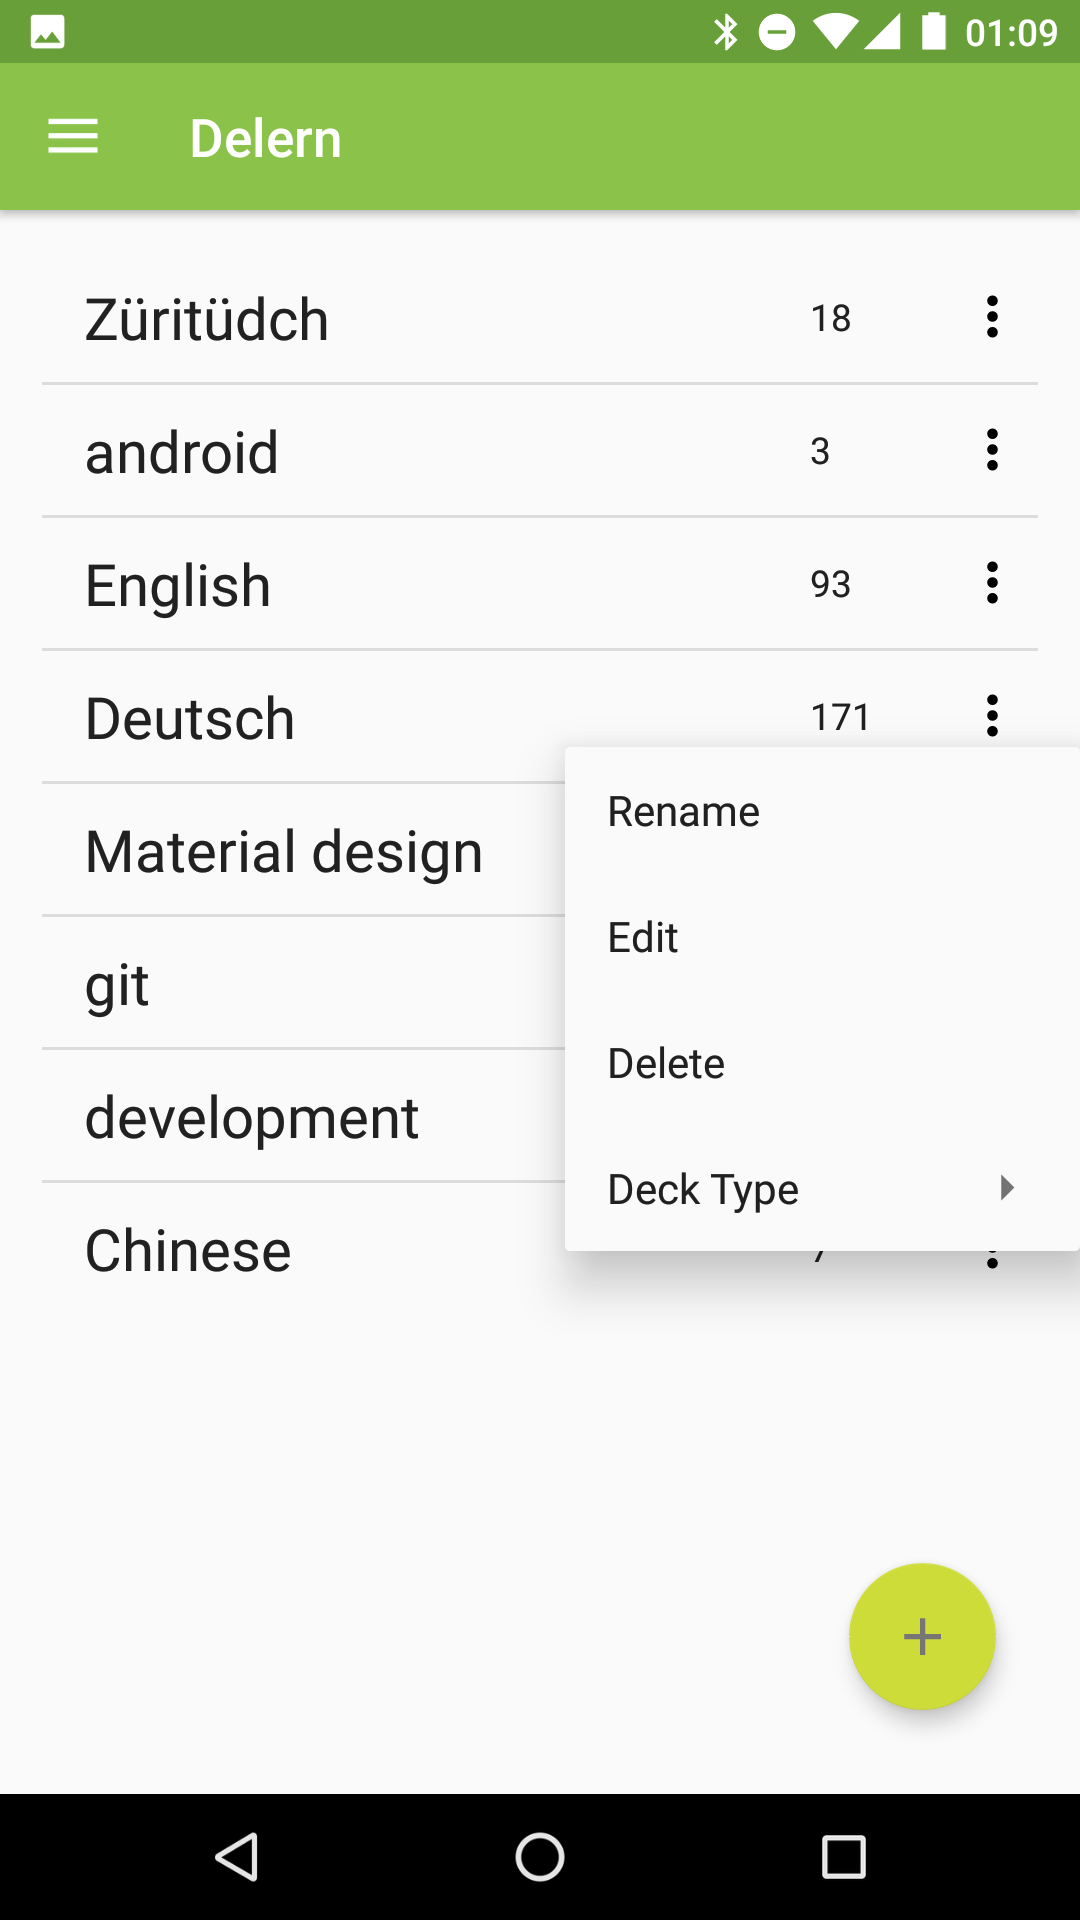 01:09
Delern
Züritüdch 18
android 3
English 93
Deutsch 171
Rename
Material design
Edit
git
Delete
development
Deck Type
Chinese